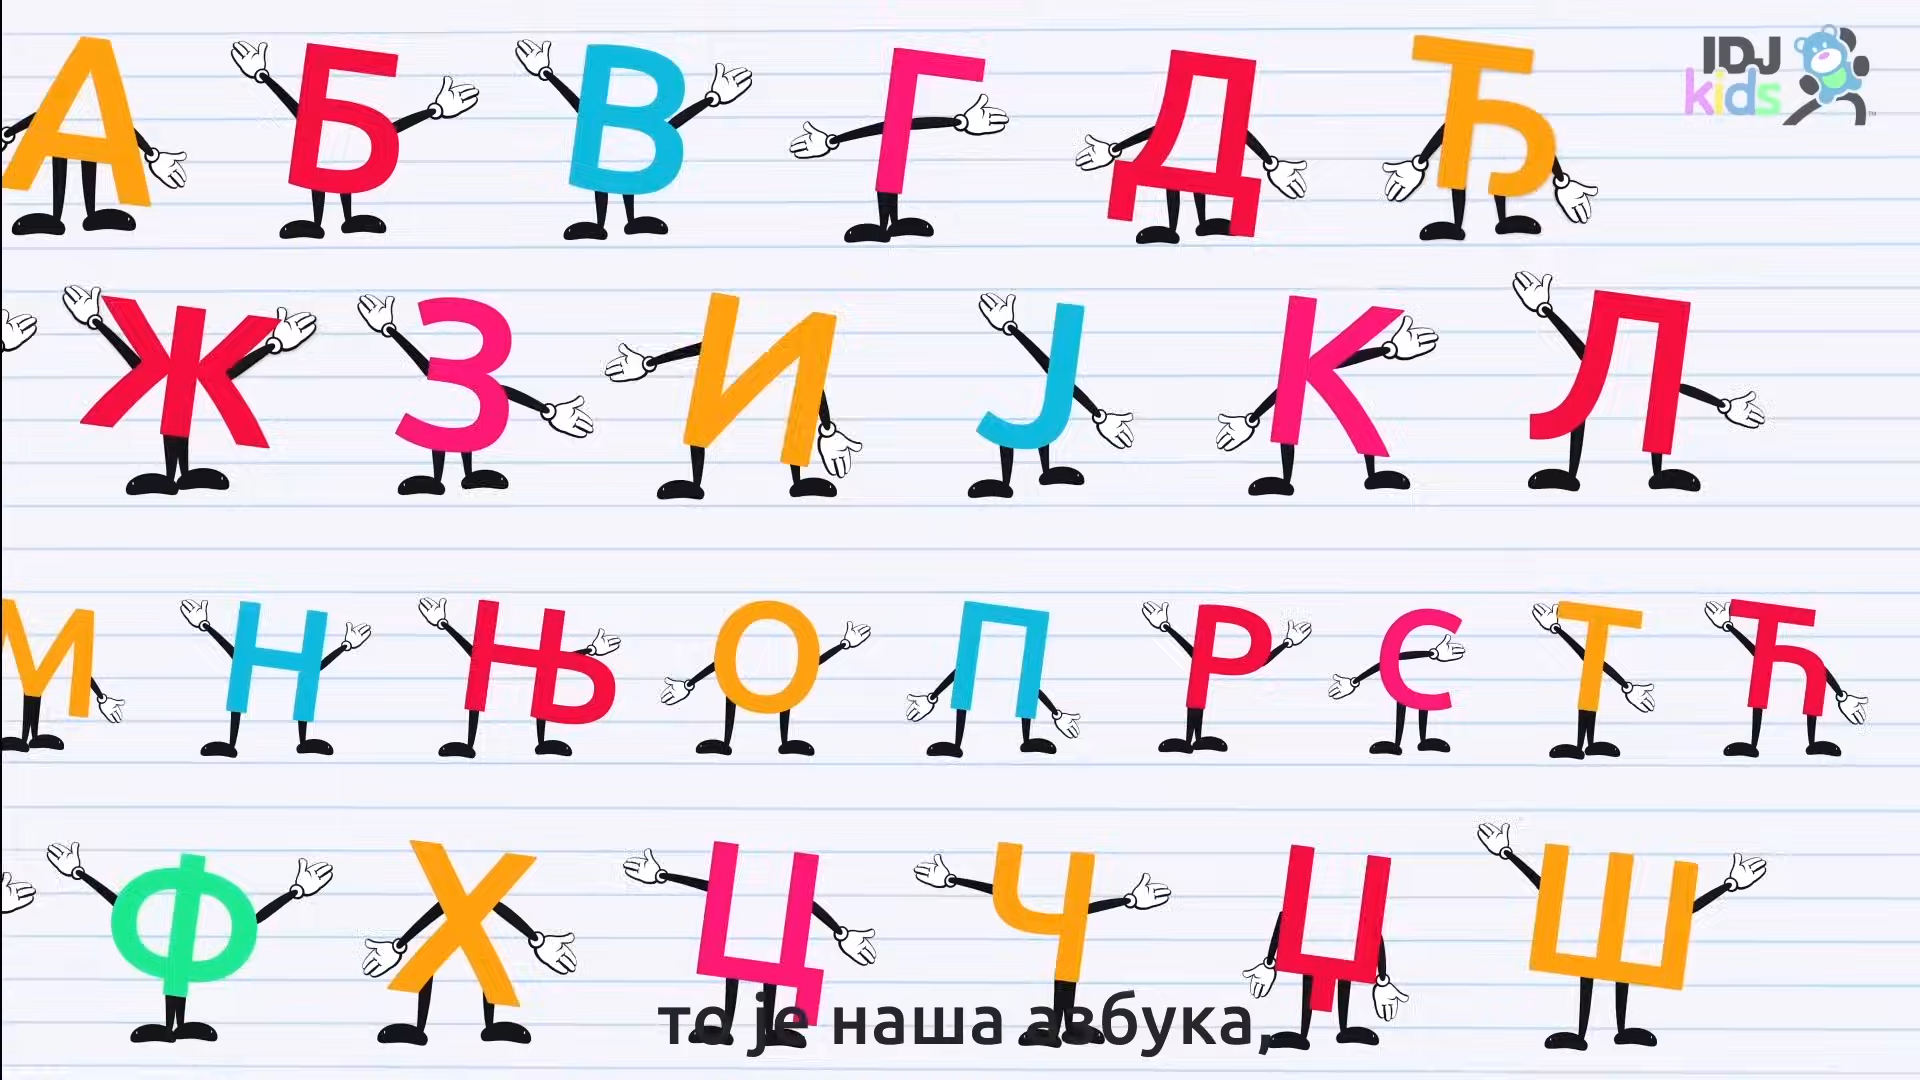 А Б В Г Д Ђ
IDJ
kids
Ж З И Ј К Л
М Н Њ О П Р С Т Ћ
Ф Х Ц Ч Џ Ш
то је наша азбука,